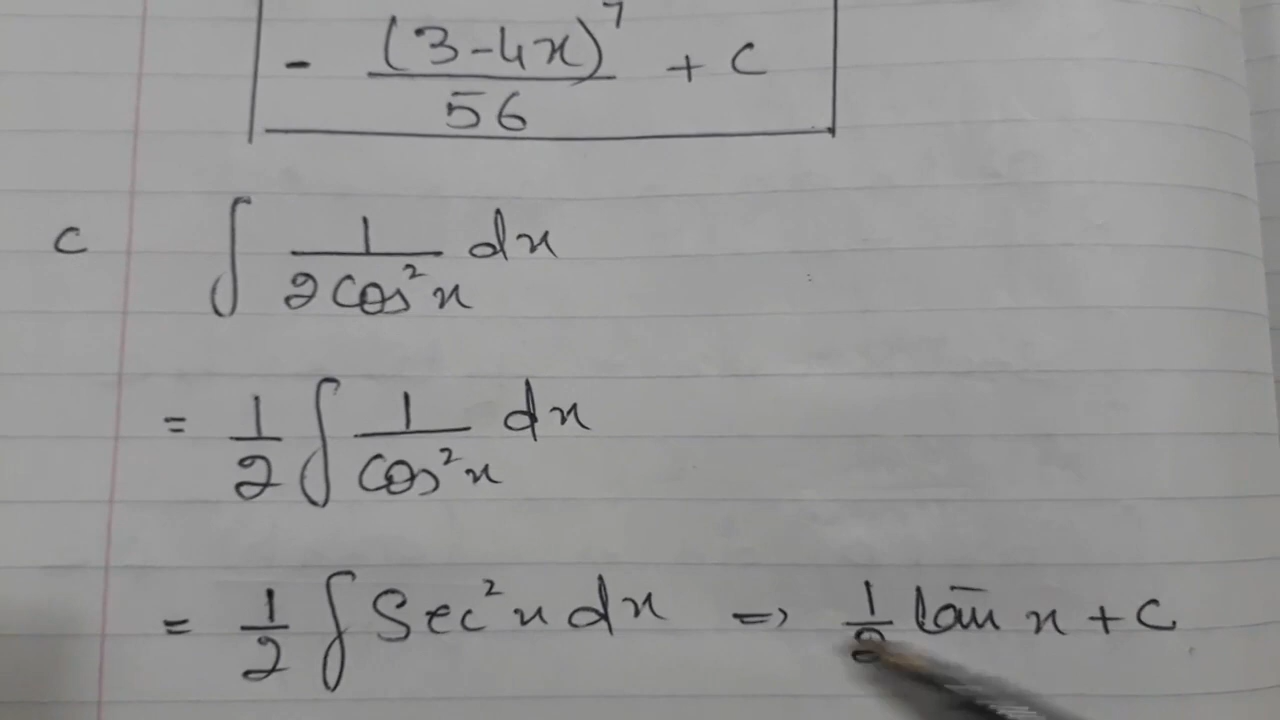 - (3-4x)⁷/56 + C
c ∫ 1/(2cos²x) dx
= 1/2 ∫ 1/(cos²x) dx
= 1/2 ∫ Sec²x dx ⇒ 1/2 tan x + C